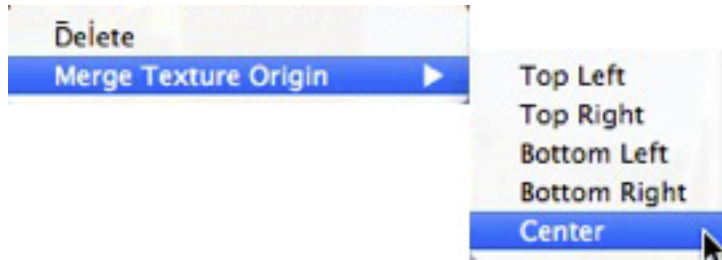 Delete
Merge Texture Origin
Top Left
Top Right
Bottom Left
Bottom Right
Center